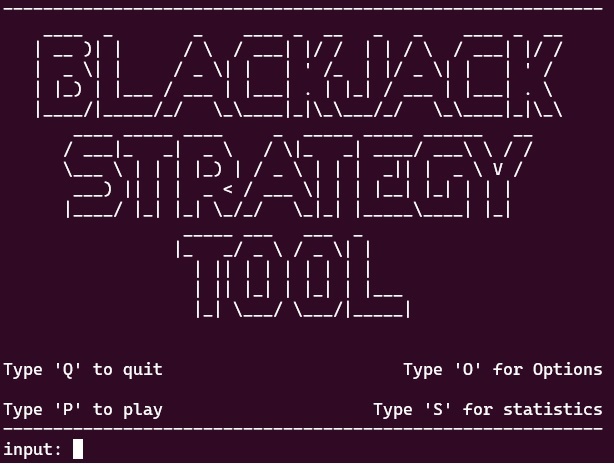 BLACKJACK
STRATEGY
TOOL
Type 'Q' to quit Type 'O' for Options
Type 'P' to play Type 'S' for statistics
input: